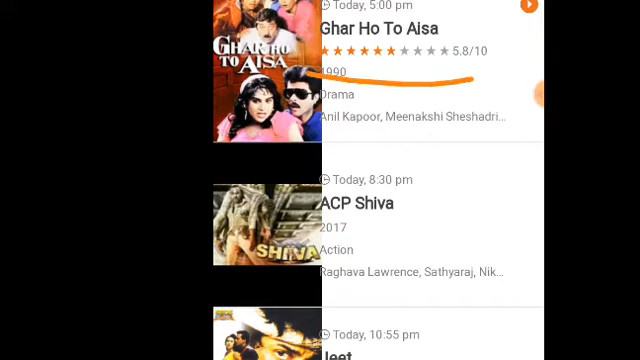 Today, 5:00 pm
Ghar Ho To Aisa
5.8/10
1990
Drama
Anil Kapoor, Meenakshi Sheshadri...
GHAR HO
TO AISA
Today, 8:30 pm
ACP Shiva
2017
Action
Raghava Lawrence, Sathyaraj, Nik...
SHIVA
Today, 10:55 pm
Jeet